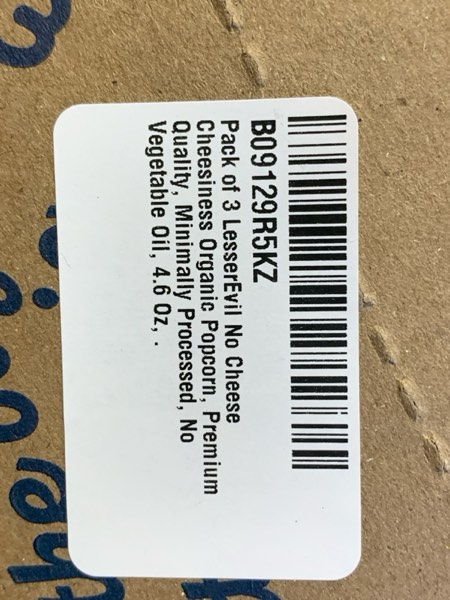 B09129R5KZ
Pack of 3 LesserEvil No Cheese
Cheesiness Organic Popcorn, Premium
Quality, Minimally Processed, No
Vegetable Oil, 4.6 Oz, .
the